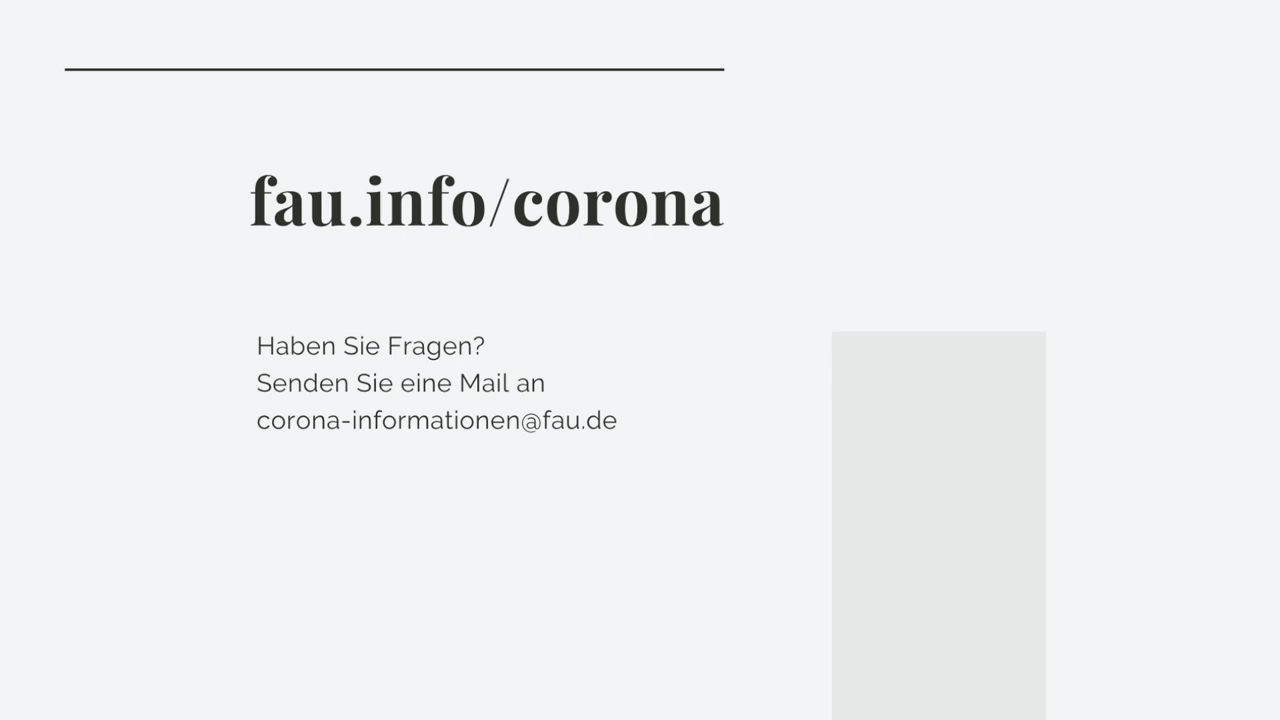 fau.info/corona
Haben Sie Fragen?
Senden Sie eine Mail an
corona-informationen@fau.de